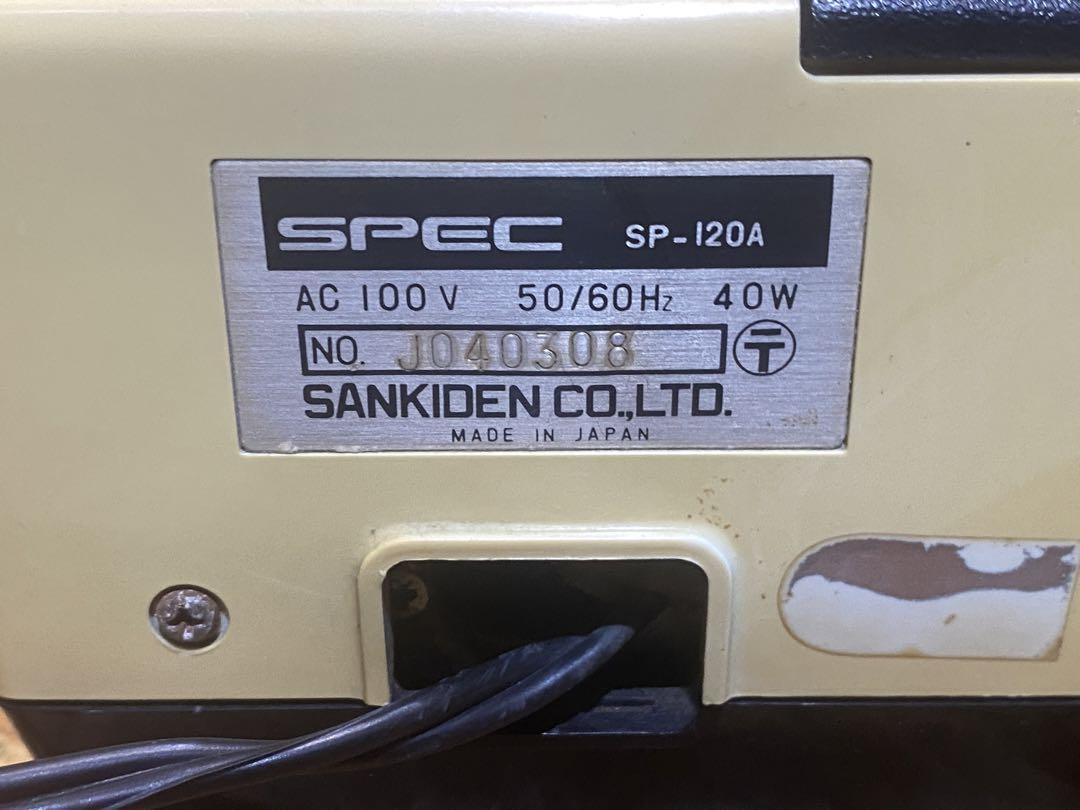 SPEC SP-120A
AC 100V 50/60Hz 40W
NO. J040308
SANKIDEN CO.,LTD.
MADE IN JAPAN